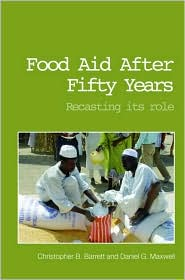 Food Aid After
Fifty Years
Recasting its role
Christopher B. Barrett and Daniel G. Maxwell